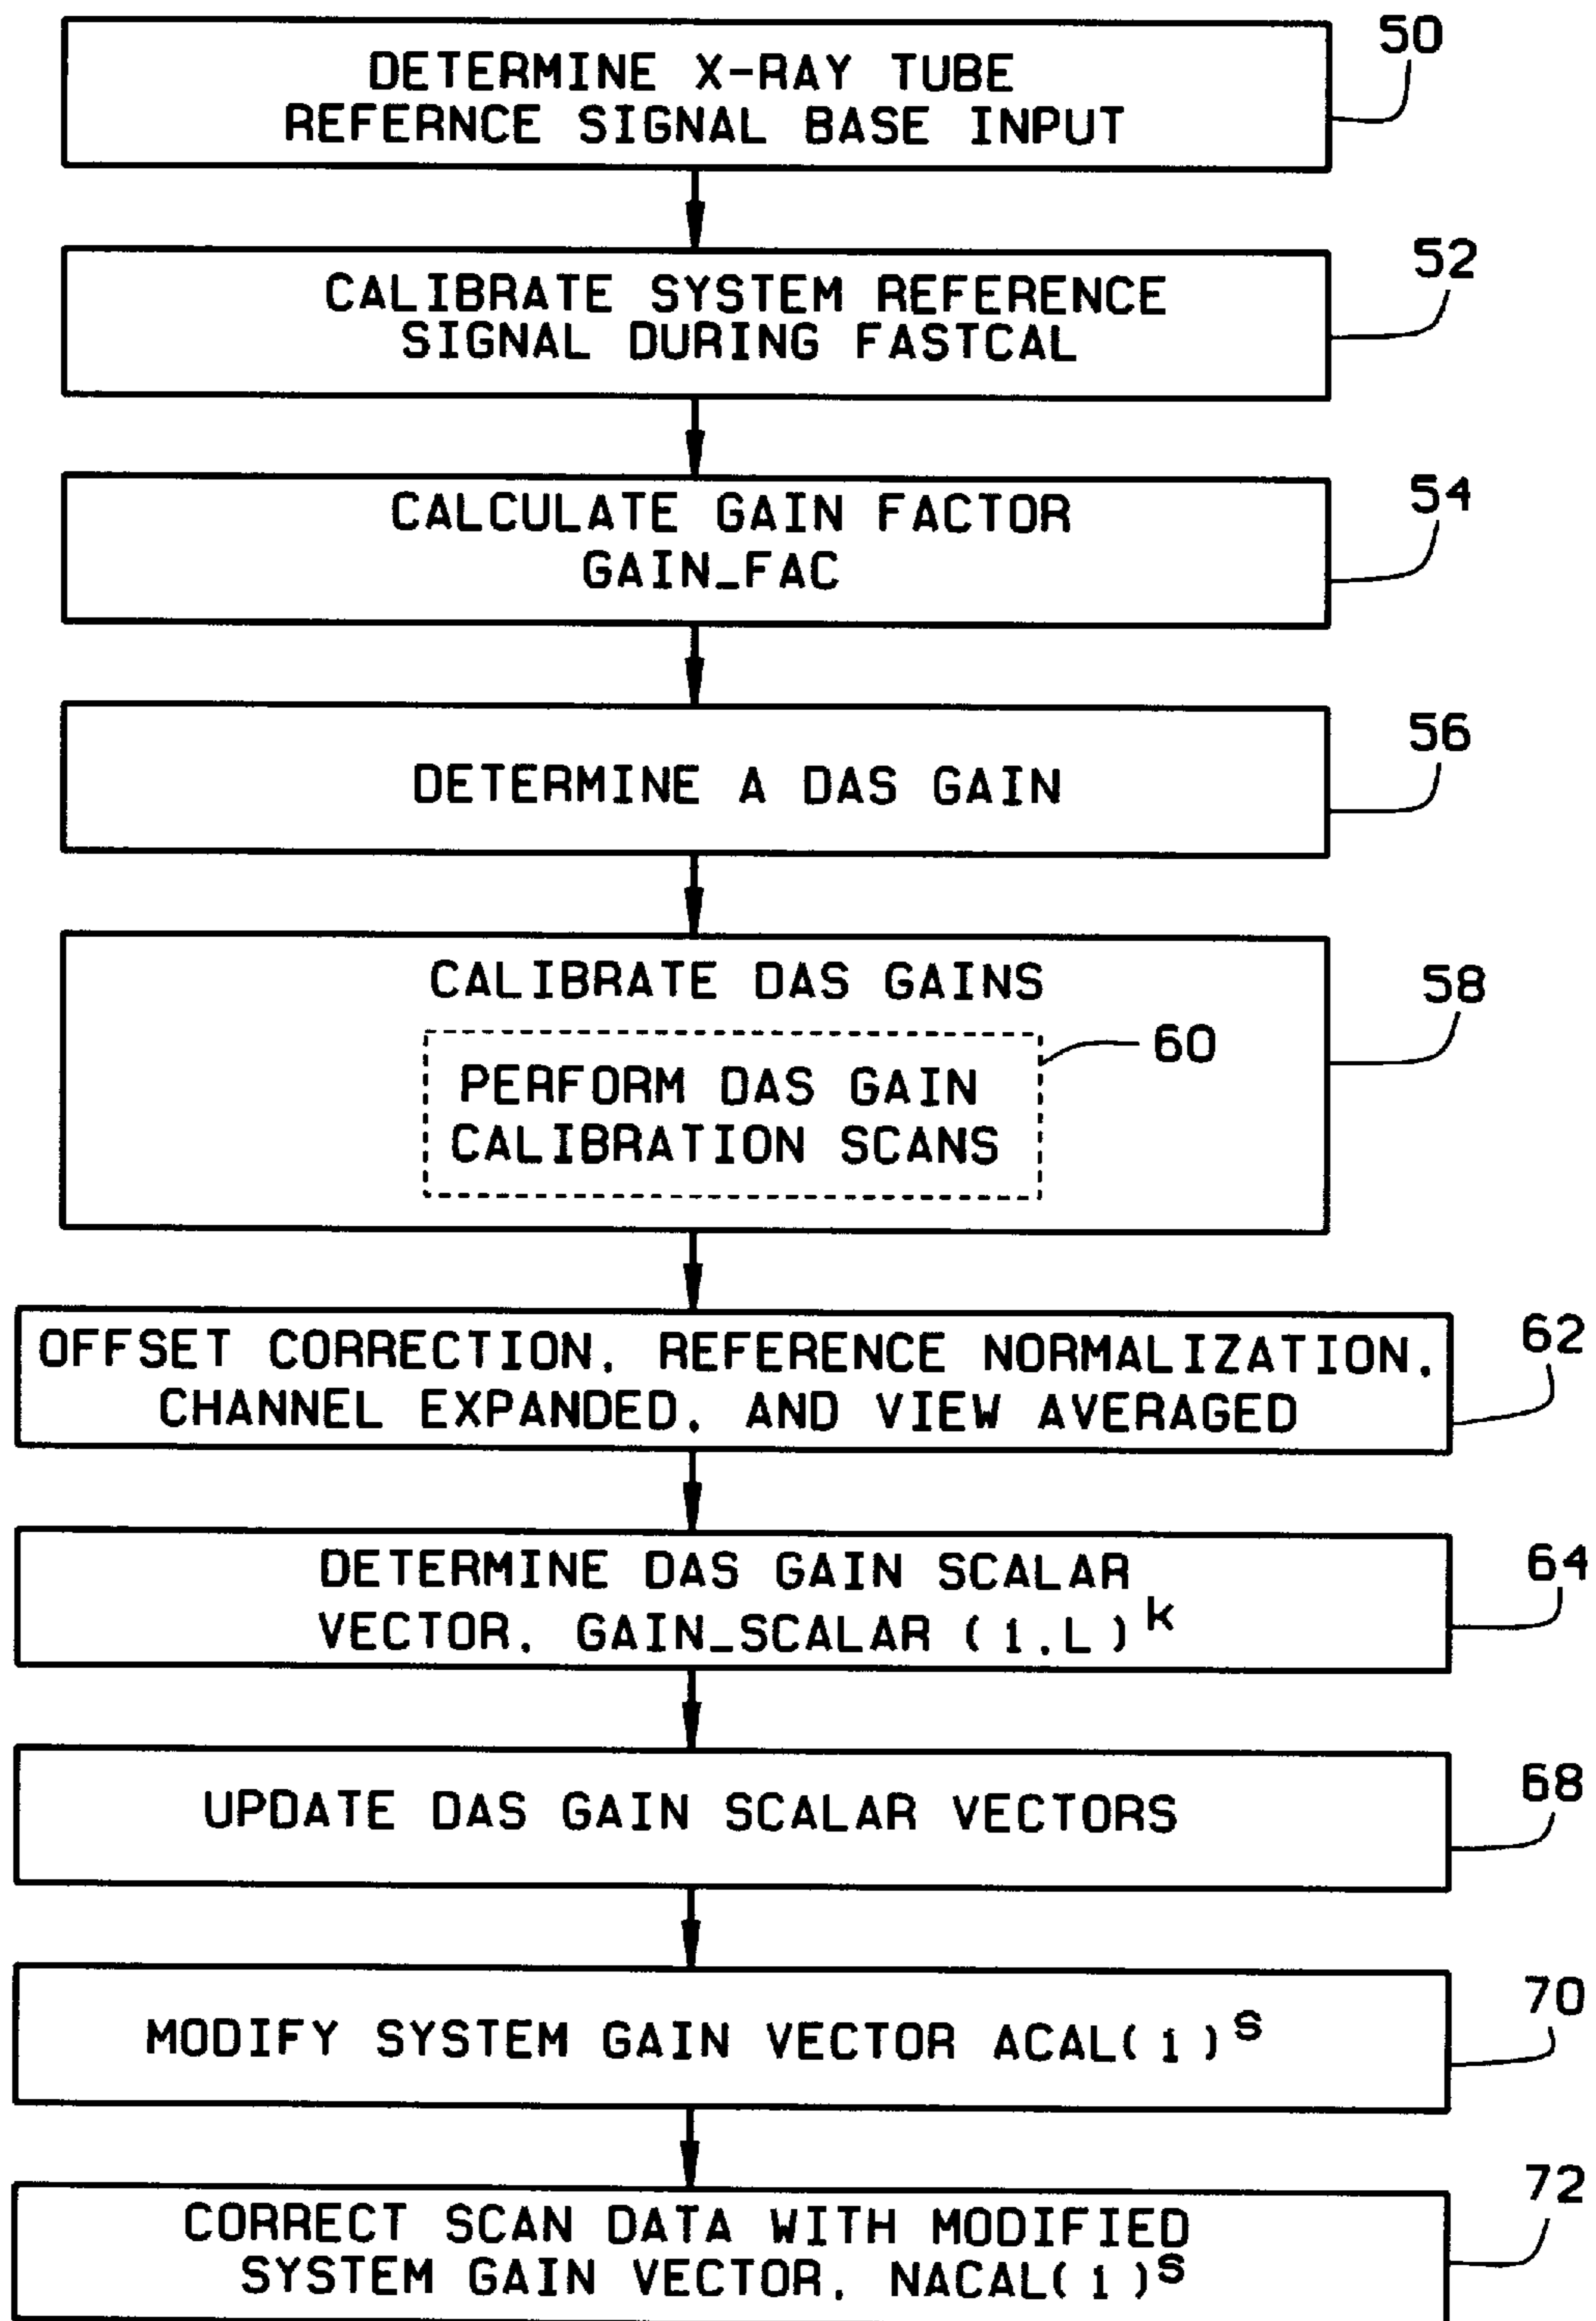 50
DETERMINE X-RAY TUBE
REFERNCE SIGNAL BASE INPUT
52
CALIBRATE SYSTEM REFERENCE
SIGNAL DURING FASTCAL
54
CALCULATE GAIN FACTOR
GAIN_FAC
56
DETERMINE A DAS GAIN
58
CALIBRATE DAS GAINS
60
PERFORM DAS GAIN
CALIBRATION SCANS
62
OFFSET CORRECTION, REFERENCE NORMALIZATION,
CHANNEL EXPANDED, AND VIEW AVERAGED
64
DETERMINE DAS GAIN SCALAR
VECTOR, GAIN_SCALAR (i,L)^k
68
UPDATE DAS GAIN SCALAR VECTORS
70
MODIFY SYSTEM GAIN VECTOR ACAL(i)^S
72
CORRECT SCAN DATA WITH MODIFIED
SYSTEM GAIN VECTOR, NACAL(i)^S